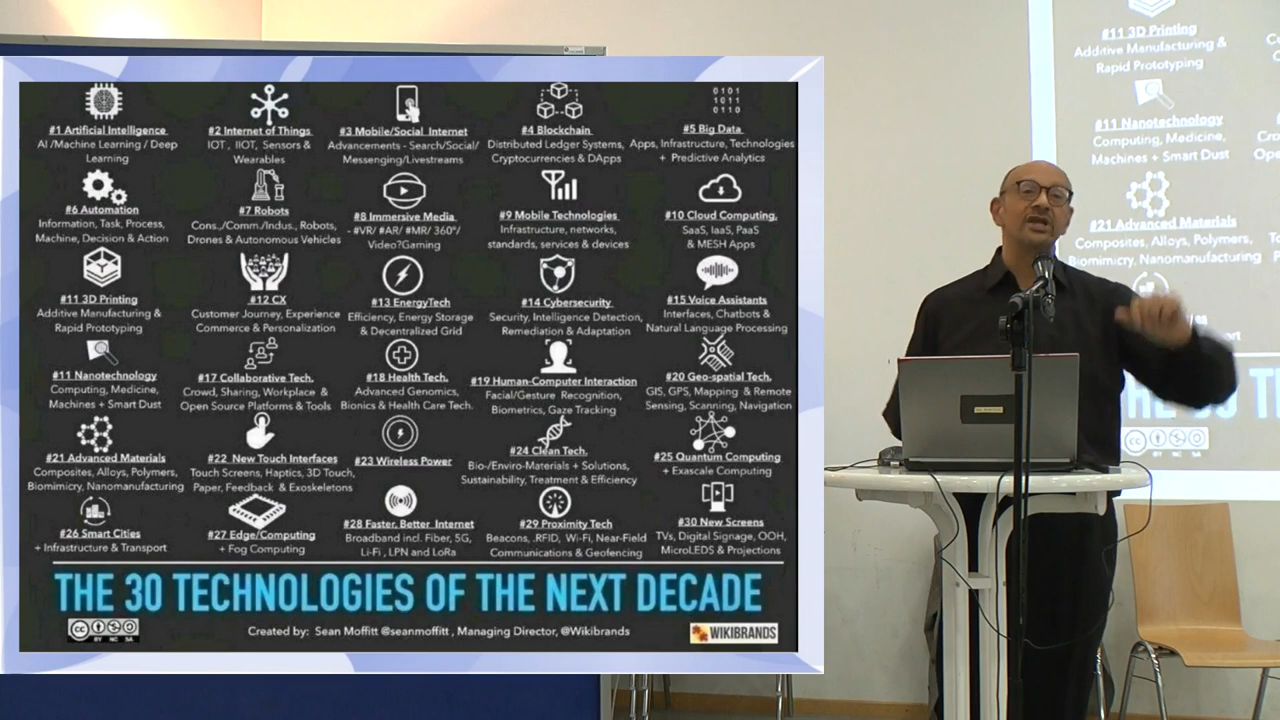 0101
1011
0110
#1 Artificial Intelligence
AI /Machine Learning / Deep
Learning
#2 Internet of Things
IOT , IIOT, Sensors &
Wearables
#3 Mobile/Social Internet
Advancements - Search/Social/
Messenging/Livestreams
#4 Blockchain
Distributed Ledger Systems,
Cryptocurrencies & DApps
#5 Big Data
Apps, Infrastructure, Technologies
+ Predictive Analytics
#6 Automation
Information, Task, Process,
Machine, Decision & Action
#7 Robots
Cons./Comm./Indus., Robots,
Drones & Autonomous Vehicles
#8 Immersive Media
- #VR/ #AR/ #MR/ 360°/
Video?Gaming
#9 Mobile Technologies
Infrastructure, networks,
standards, services & devices
#10 Cloud Computing,
SaaS, IaaS, PaaS
& MESH Apps
#11 3D Printing
Additive Manufacturing &
Rapid Prototyping
#12 CX
Customer Journey, Experience
Commerce & Personalization
#13 EnergyTech
Efficiency, Energy Storage
& Decentralized Grid
#14 Cybersecurity
Security, Intelligence Detection,
Remediation & Adaptation
#15 Voice Assistants
Interfaces, Chatbots &
Natural Language Processing
#11 Nanotechnology
Computing, Medicine,
Machines + Smart Dust
#17 Collaborative Tech.
Crowd, Sharing, Workplace &
Open Source Platforms & Tools
#18 Health Tech.
Advanced Genomics,
Bionics & Health Care Tech.
#19 Human-Computer Interaction
Facial/Gesture Recognition,
Biometrics, Gaze Tracking
#20 Geo-spatial Tech.
GIS, GPS, Mapping & Remote
Sensing, Scanning, Navigation
#21 Advanced Materials
Composites, Alloys, Polymers,
Biomimicry, Nanomanufacturing
#22 New Touch Interfaces
Touch Screens, Haptics, 3D Touch,
Paper, Feedback & Exoskeletons
#23 Wireless Power
#24 Clean Tech.
Bio-/Enviro-Materials + Solutions,
Sustainability, Treatment & Efficiency
#25 Quantum Computing
+ Exascale Computing
#26 Smart Cities
+ Infrastructure & Transport
#27 Edge/Computing
+ Fog Computing
#28 Faster, Better Internet
Broadband incl. Fiber, 5G,
Li-Fi , LPN and LoRa
#29 Proximity Tech
Beacons, .RFID, Wi-Fi, Near-Field
Communications & Geofencing
#30 New Screens
TVs, Digital Signage, OOH,
MicroLEDS & Projections
THE 30 TECHNOLOGIES OF THE NEXT DECADE
cc BY NC SA
Created by: Sean Moffitt @seanmoffitt , Managing Director, @Wikibrands
WIKIBRANDS
#11 3D Printing
Additive Manufacturing &
Rapid Prototyping
#11 Nanotechnology
Computing, Medicine,
Machines + Smart Dust
#21 Advanced Materials
Composites, Alloys, Polymers,
Biomimicry, Nanomanufacturing
cc BY NC SA